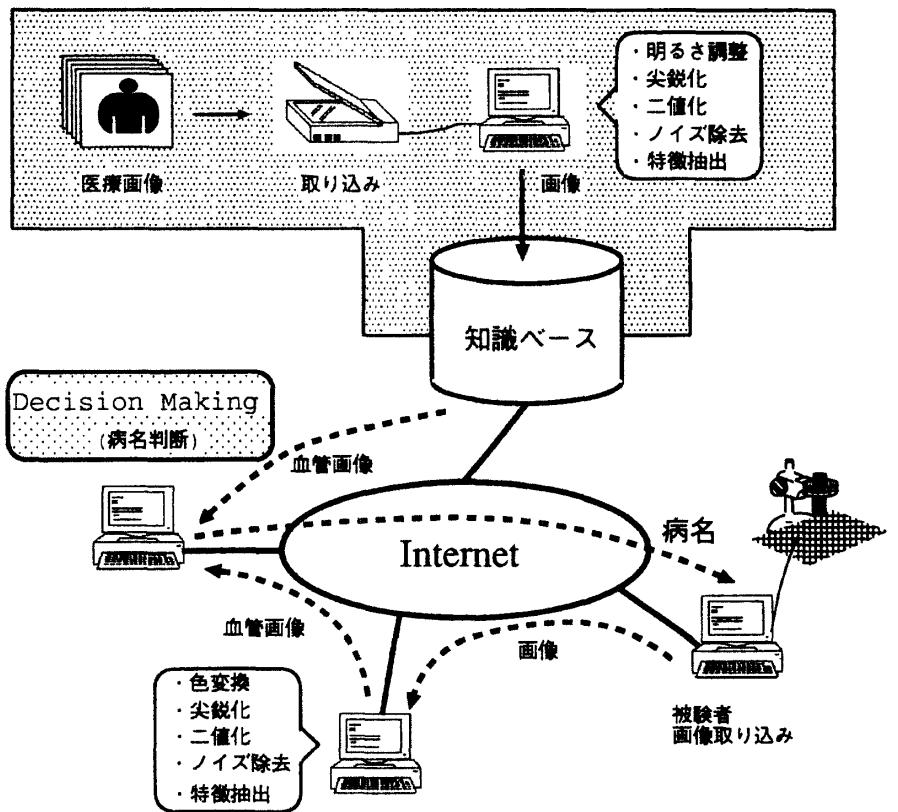 ・明るさ調整
・尖鋭化
・二値化
・ノイズ除去
・特徴抽出
医療画像
取り込み
画像
知識ベース
Decision Making
(病名判断)
血管画像
病名
Internet
血管画像
画像
・色変換
・尖鋭化
・二値化
・ノイズ除去
・特徴抽出
被験者
画像取り込み